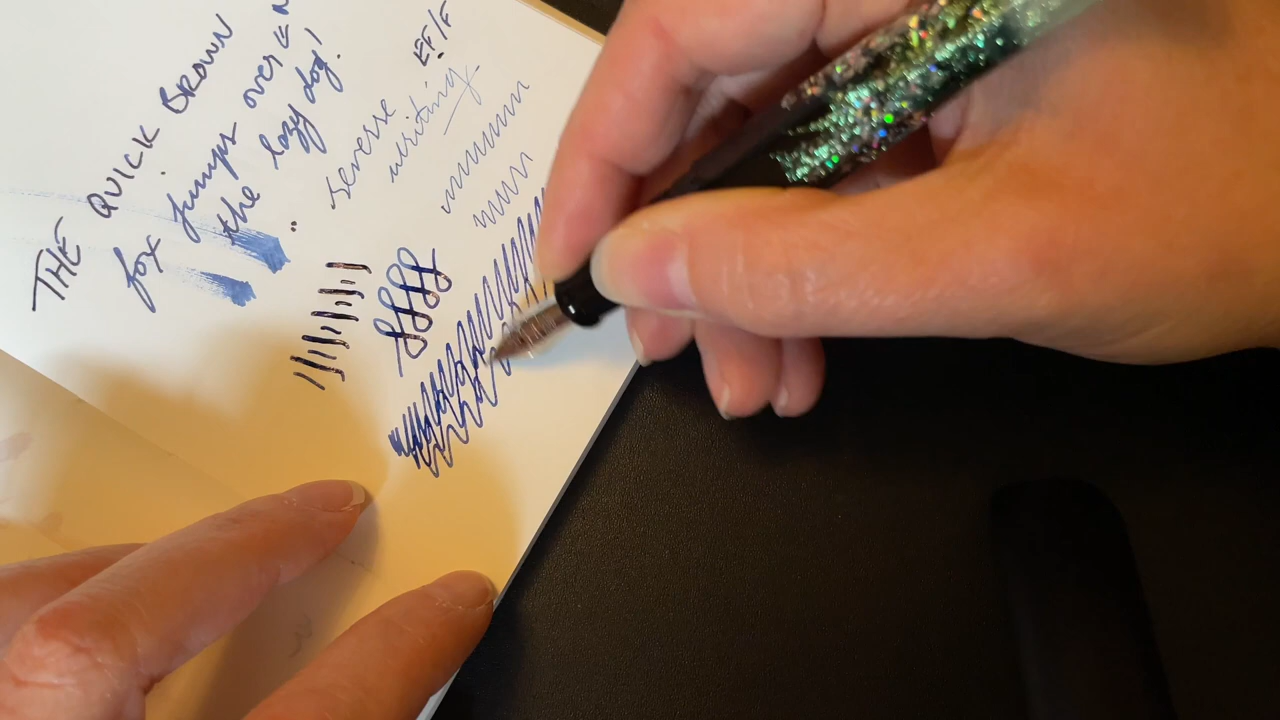 THE QUICK BROWN
fox jumps over
the lazy dog!
reverse
writing.
EF/F